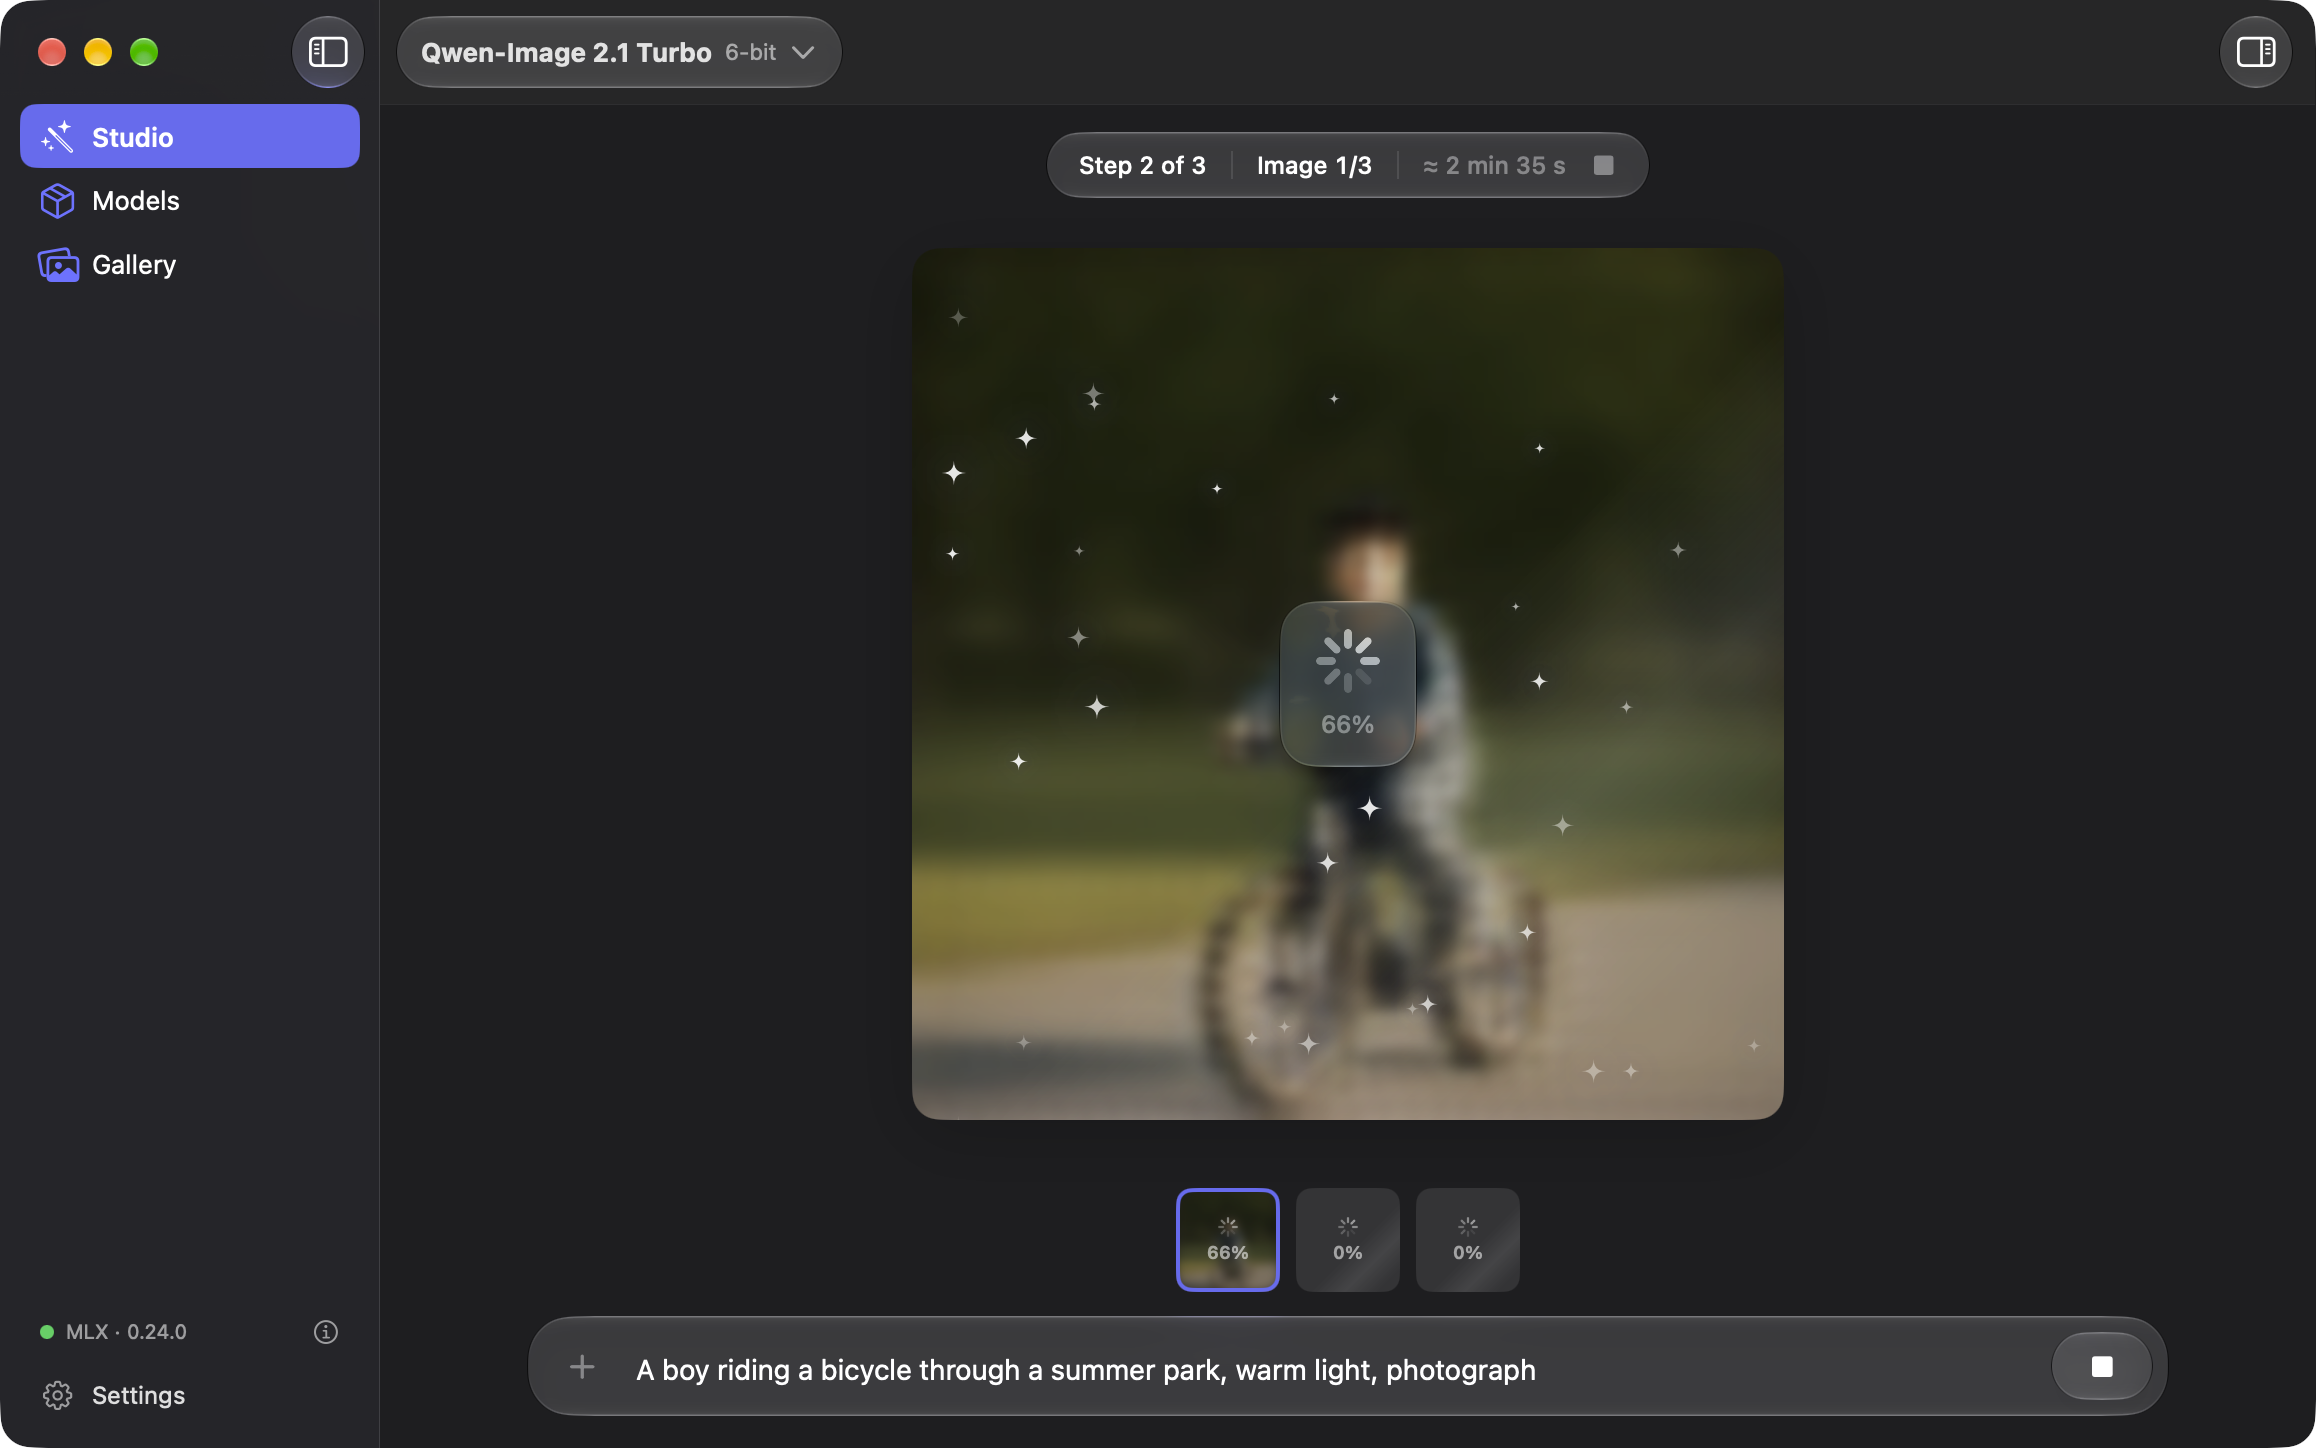 Qwen-Image 2.1 Turbo 6-bit
Studio
Models
Gallery
Step 2 of 3 Image 1/3 ≈ 2 min 35 s
66%
66% 0% 0%
A boy riding a bicycle through a summer park, warm light, photograph
MLX · 0.24.0
Settings